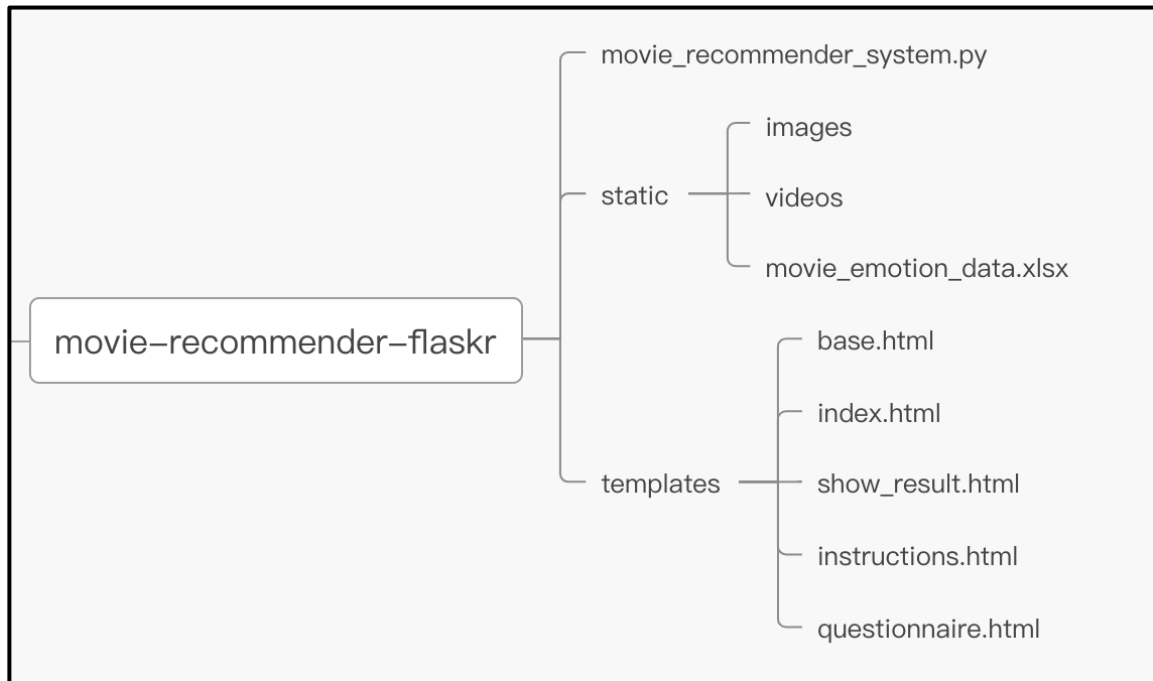 movie_recommender_system.py
images
static
videos
movie_emotion_data.xlsx
movie–recommender–flaskr
base.html
index.html
templates
show_result.html
instructions.html
questionnaire.html